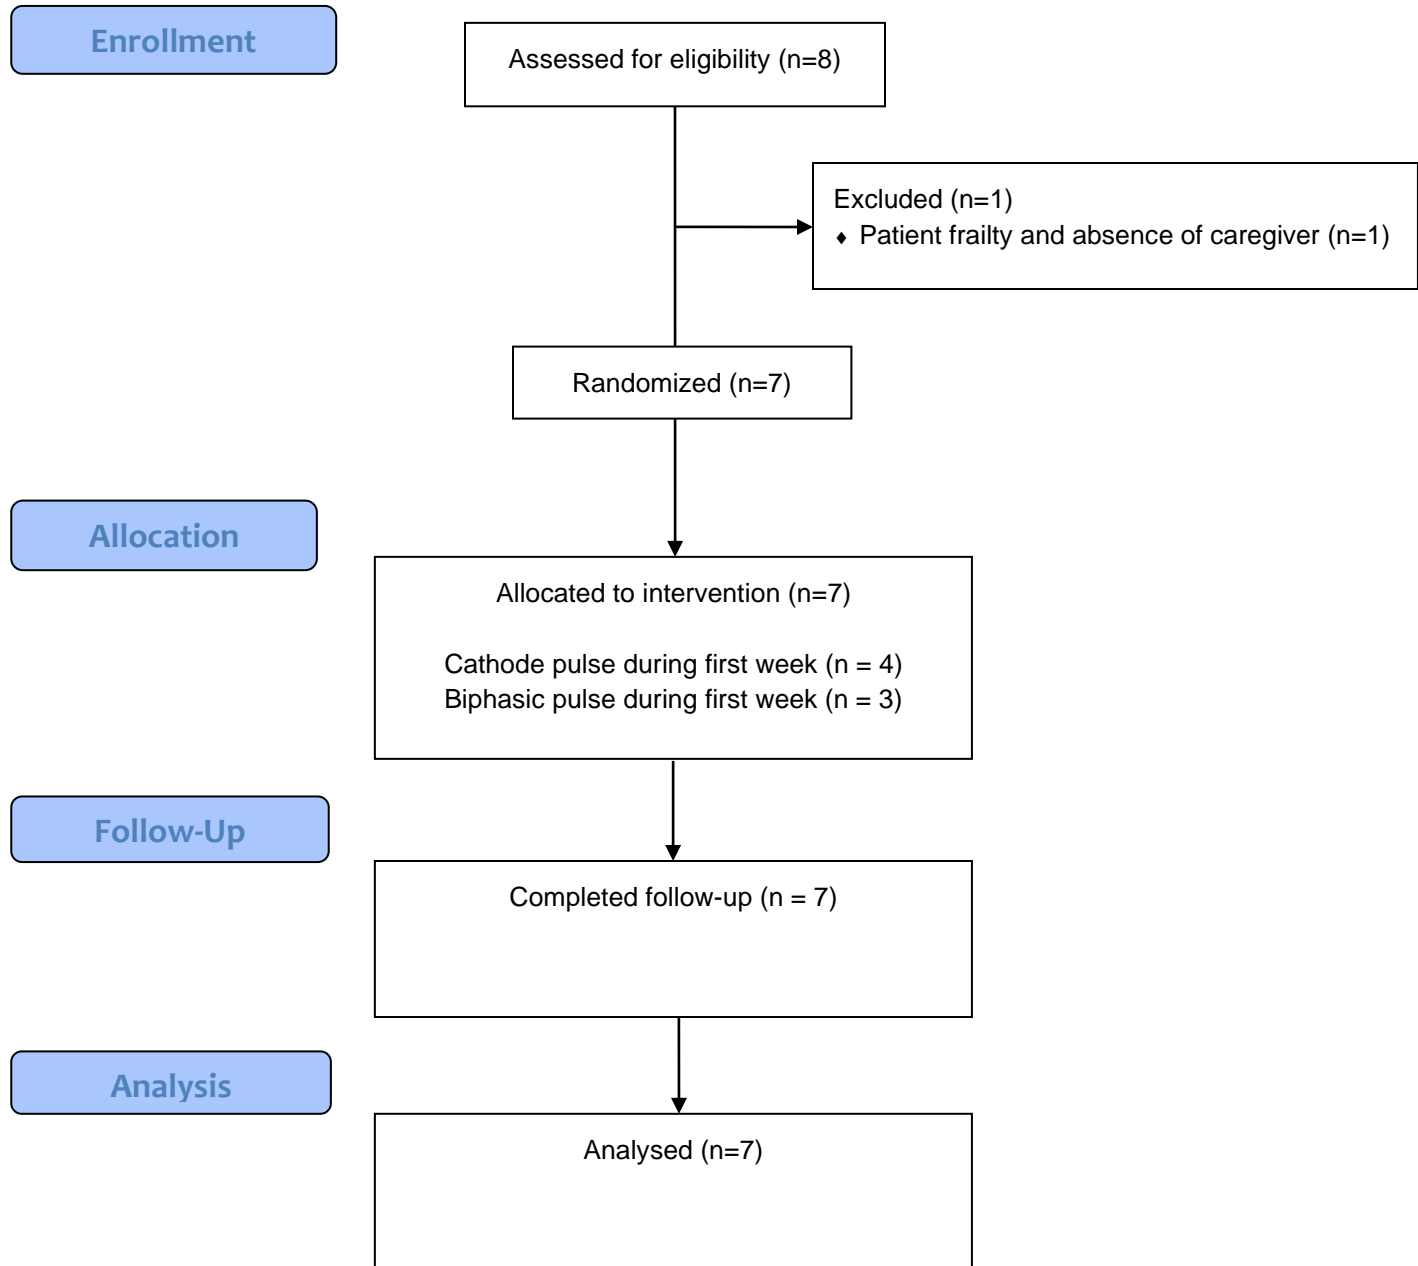 Enrollment
Assessed for eligibility (n=8)
Excluded (n=1)
♦ Patient frailty and absence of caregiver (n=1)
Randomized (n=7)
Allocation
Allocated to intervention (n=7)
Cathode pulse during first week (n = 4)
Biphasic pulse during first week (n = 3)
Follow-Up
Completed follow-up (n = 7)
Analysis
Analysed (n=7)